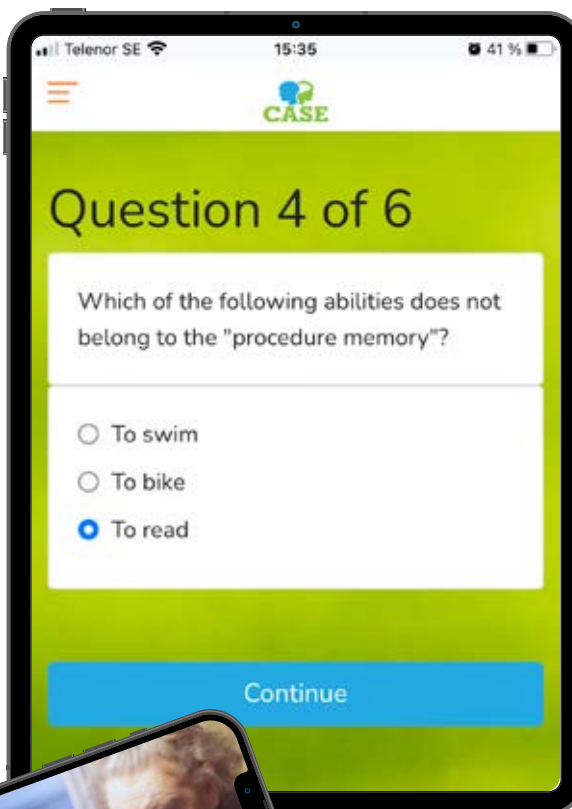 Telenor SE 15:35 41 %
CASE
Question 4 of 6
Which of the following abilities does not
belong to the "procedure memory"?
To swim
To bike
To read
Continue